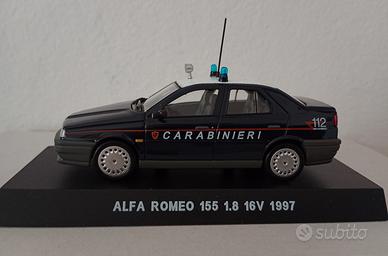 112
CARABINIERI
ALFA ROMEO 155 1.8 16V 1997
subito